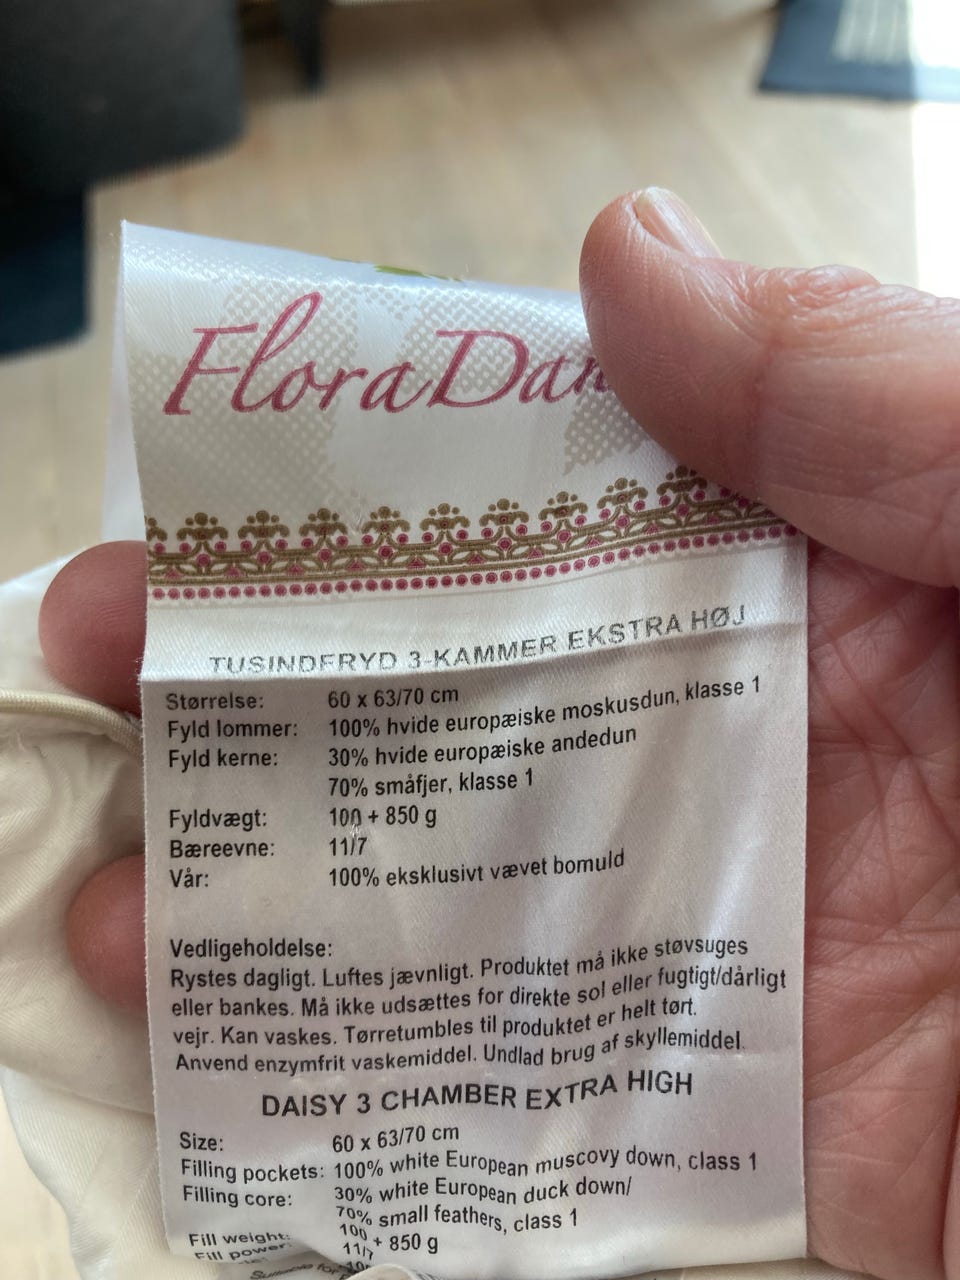 Flora Dan
TUSINDFRYD 3-KAMMER EKSTRA HØJ
Størrelse: 60 x 63/70 cm
Fyld lommer: 100% hvide europæiske moskusdun, klasse 1
Fyld kerne: 30% hvide europæiske andedun
70% småfjer, klasse 1
Fyldvægt: 100 + 850 g
Bæreevne: 11/7
Vår: 100% eksklusivt vævet bomuld
Vedligeholdelse:
Rystes dagligt. Luftes jævnligt. Produktet må ikke støvsuges
eller bankes. Må ikke udsættes for direkte sol eller fugtigt/dårligt
vejr. Kan vaskes. Tørretumbles til produktet er helt tørt.
Anvend enzymfrit vaskemiddel. Undlad brug af skyllemiddel.
DAISY 3 CHAMBER EXTRA HIGH
Size: 60 x 63/70 cm
Filling pockets: 100% white European muscovy down, class 1
Filling core: 30% white European duck down/
70% small feathers, class 1
Fill weight: 100 + 850 g
Fill power: 11/7